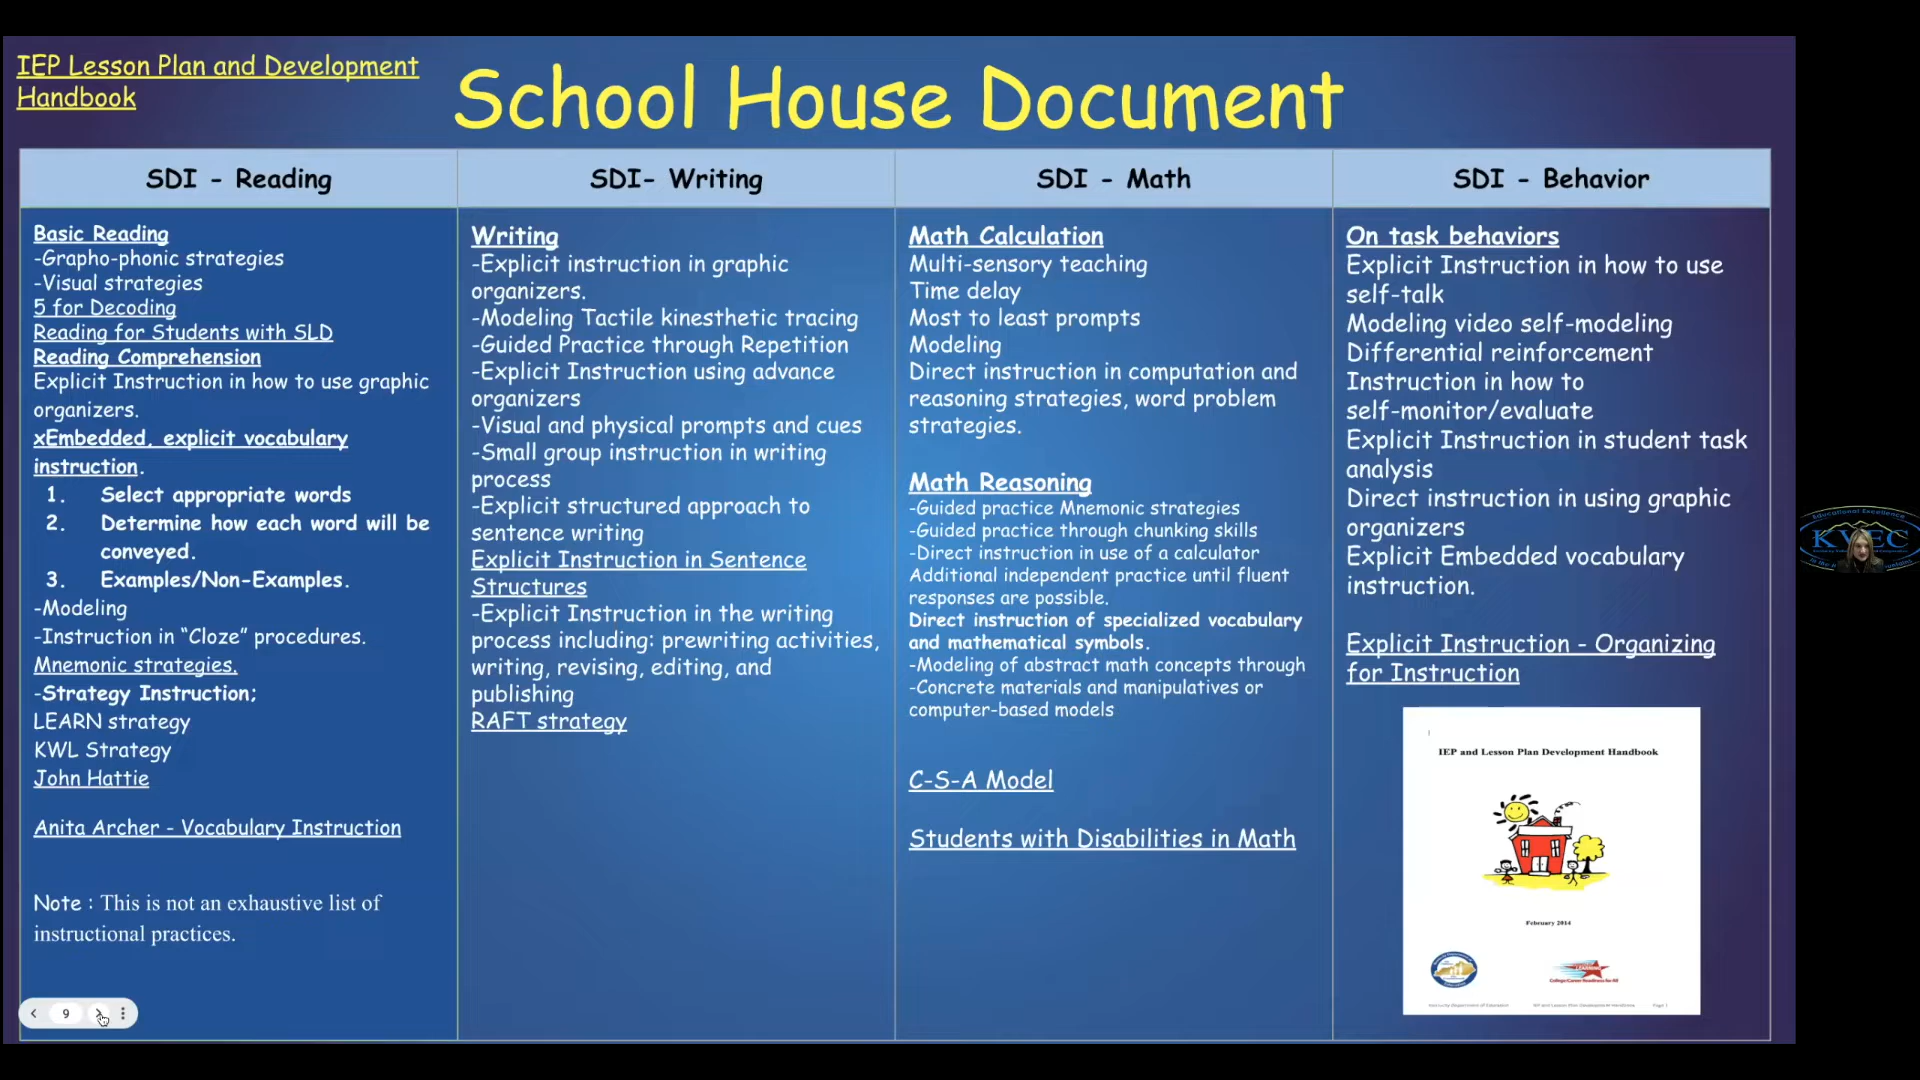 IEP Lesson Plan and Development
Handbook
School House Document
SDI - Reading
SDI- Writing
SDI - Math
SDI - Behavior
Basic Reading
-Grapho-phonic strategies
-Visual strategies
5 for Decoding
Reading for Students with SLD
Reading Comprehension
Explicit Instruction in how to use graphic
organizers.
xEmbedded, explicit vocabulary
instruction.
1. Select appropriate words
2. Determine how each word will be
conveyed.
3. Examples/Non-Examples.
-Modeling
-Instruction in “Cloze” procedures.
Mnemonic strategies.
-Strategy Instruction;
LEARN strategy
KWL Strategy
John Hattie
Anita Archer - Vocabulary Instruction
Note : This is not an exhaustive list of
instructional practices.
Writing
-Explicit instruction in graphic
organizers.
-Modeling Tactile kinesthetic tracing
-Guided Practice through Repetition
-Explicit Instruction using advance
organizers
-Visual and physical prompts and cues
-Small group instruction in writing
process
-Explicit structured approach to
sentence writing
Explicit Instruction in Sentence
Structures
-Explicit Instruction in the writing
process including: prewriting activities,
writing, revising, editing, and
publishing
RAFT strategy
Math Calculation
Multi-sensory teaching
Time delay
Most to least prompts
Modeling
Direct instruction in computation and
reasoning strategies, word problem
strategies.
Math Reasoning
-Guided practice Mnemonic strategies
-Guided practice through chunking skills
-Direct instruction in use of a calculator
Additional independent practice until fluent
responses are possible.
Direct instruction of specialized vocabulary
and mathematical symbols.
-Modeling of abstract math concepts through
-Concrete materials and manipulatives or
computer-based models
C-S-A Model
Students with Disabilities in Math
On task behaviors
Explicit Instruction in how to use
self-talk
Modeling video self-modeling
Differential reinforcement
Instruction in how to
self-monitor/evaluate
Explicit Instruction in student task
analysis
Direct instruction in using graphic
organizers
Explicit Embedded vocabulary
instruction.
Explicit Instruction - Organizing
for Instruction
IEP and Lesson Plan Development Handbook
February 2014
Educational Excellence
KVEC
9